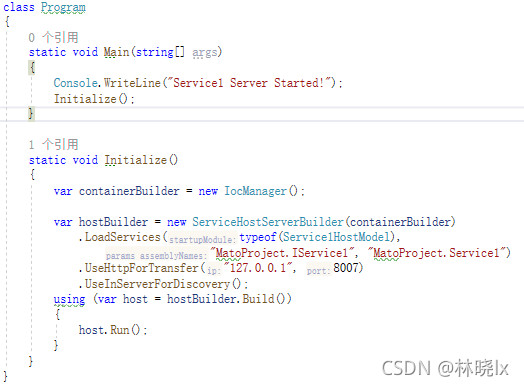 class Program
{
0 个引用
static void Main(string[] args)
{
Console.WriteLine("Service1 Server Started!");
Initialize();
}
1 个引用
static void Initialize()
{
var containerBuilder = new IocManager();
var hostBuilder = new ServiceHostServerBuilder(containerBuilder)
.LoadServices(startupModule:typeof(Service1HostModel),
params assemblyNames:"MatoProject.IService1", "MatoProject.Service1")
.UseHttpForTransfer(ip:"127.0.0.1", port:8007)
.UseInServerForDiscovery();
using (var host = hostBuilder.Build())
{
host.Run();
}
}
}
CSDN @林晓lx